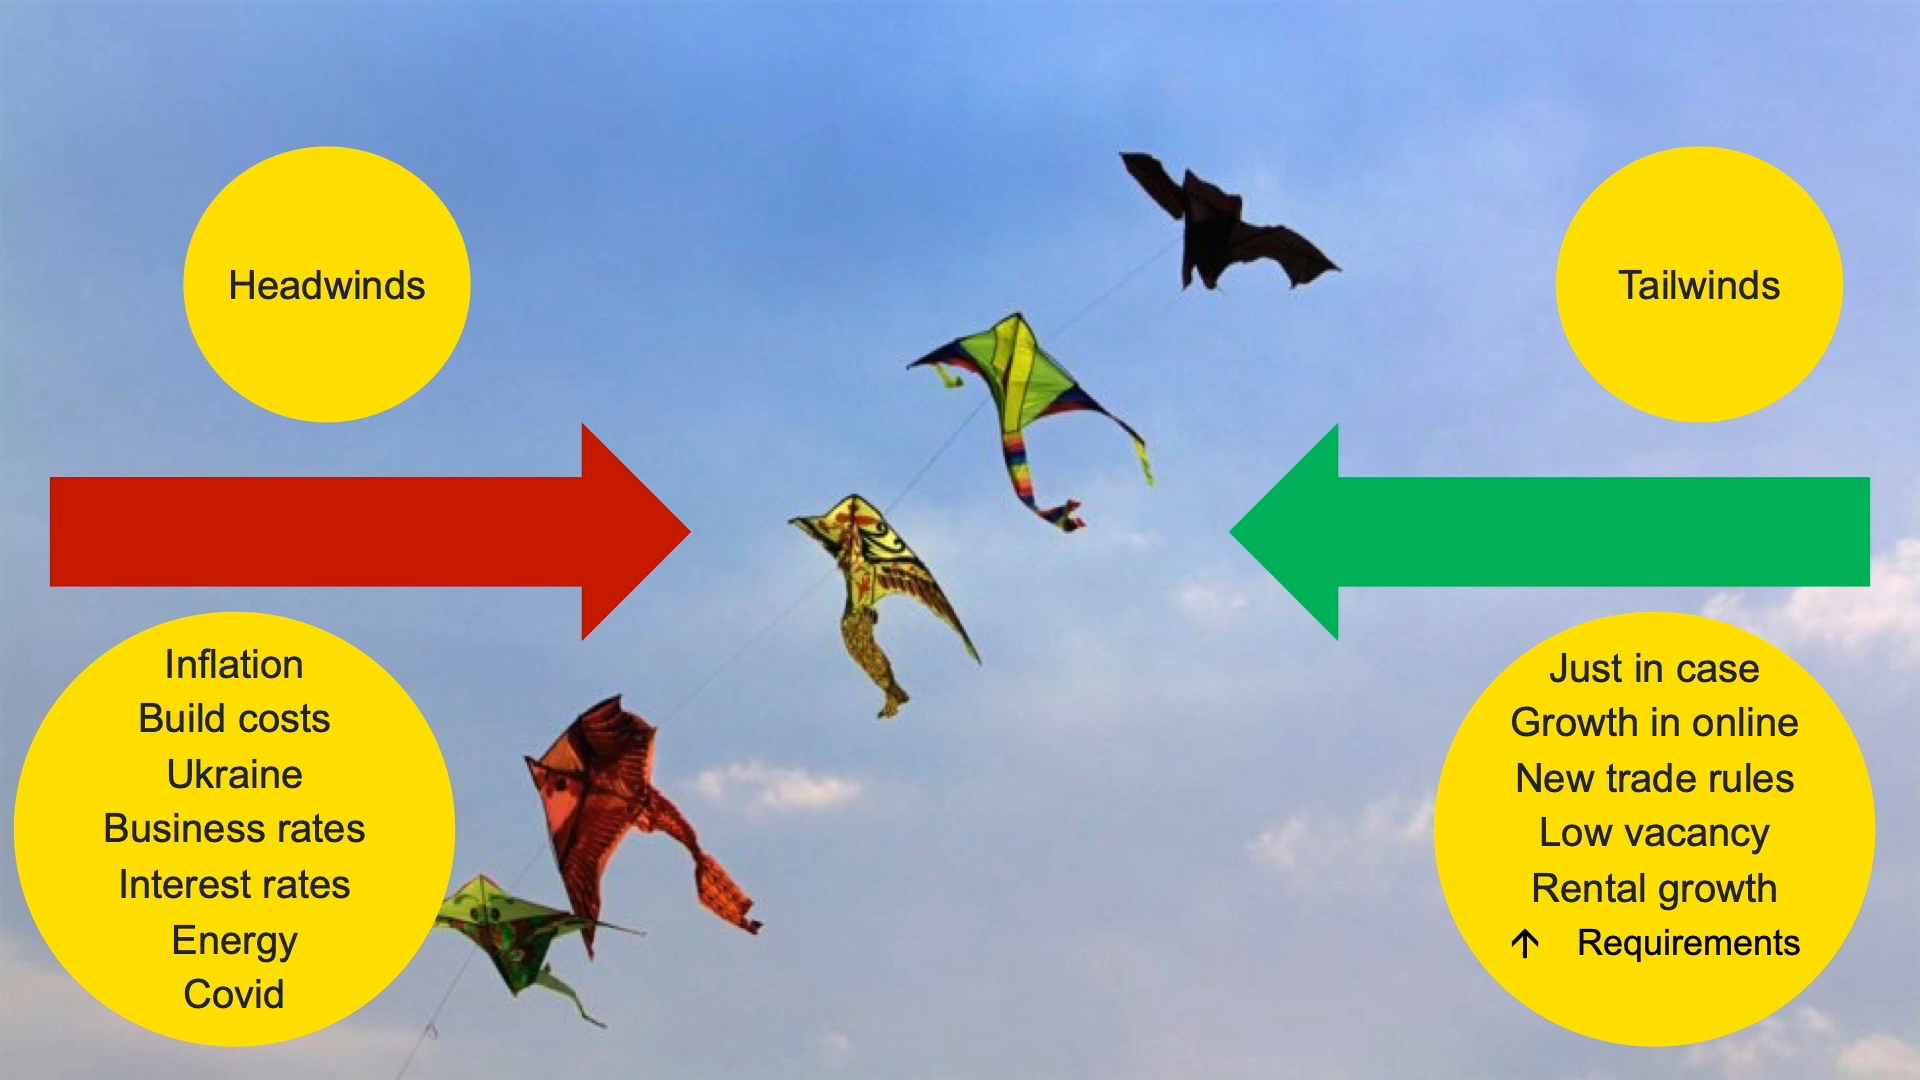 Headwinds
Tailwinds
Inflation
Build costs
Ukraine
Business rates
Interest rates
Energy
Covid
Just in case
Growth in online
New trade rules
Low vacancy
Rental growth
↑ Requirements